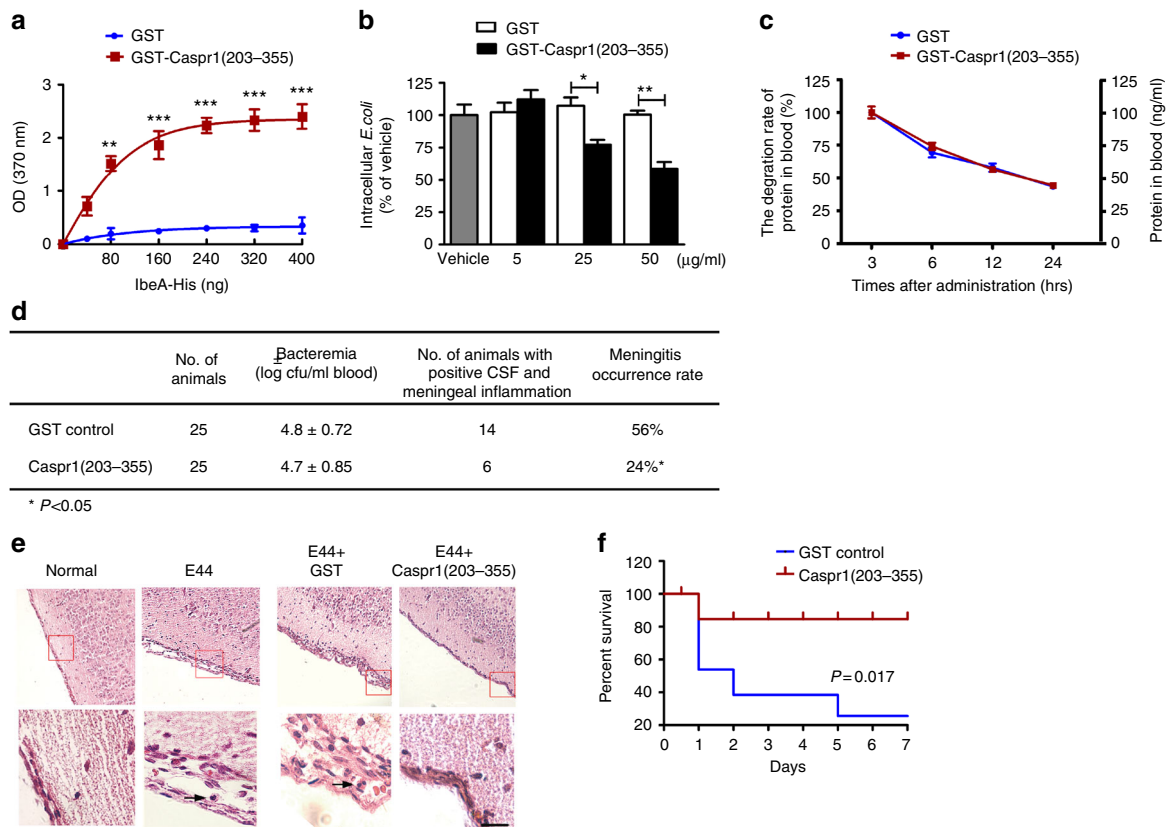 a
GST
GST-Caspr1(203–355)
3
2
1
0
OD (370 nm)
***
***
***
***
**
80
160
240
320
400
IbeA-His (ng)
b
GST
GST-Caspr1(203–355)
125
100
75
50
125
0
Intracellular E.coli
(% of vehicle)
*
**
Vehicle
5
25
50
(μg/ml)
c
GST
GST-Caspr1(203–355)
125
100
75
50
125
0
The degration rate of
protein in blood (%)
125
100
75
50
25
0
Protein in blood (ng/ml)
3
6
12
24
Times after administration (hrs)
d
No. of
animals
±
Bacteremia
(log cfu/ml blood)
No. of animals with
positive CSF and
meningeal inflammation
Meningitis
occurrence rate
GST control 25 4.8 ± 0.72 14 56%
Caspr1(203–355) 25 4.7 ± 0.85 6 24%*
* P<0.05
e
Normal
E44
E44+
GST
E44+
Caspr1(203–355)
f
GST control
Caspr1(203–355)
120
100
80
60
40
20
Percent survival
P=0.017
0 1 2 3 4 5 6 7
Days